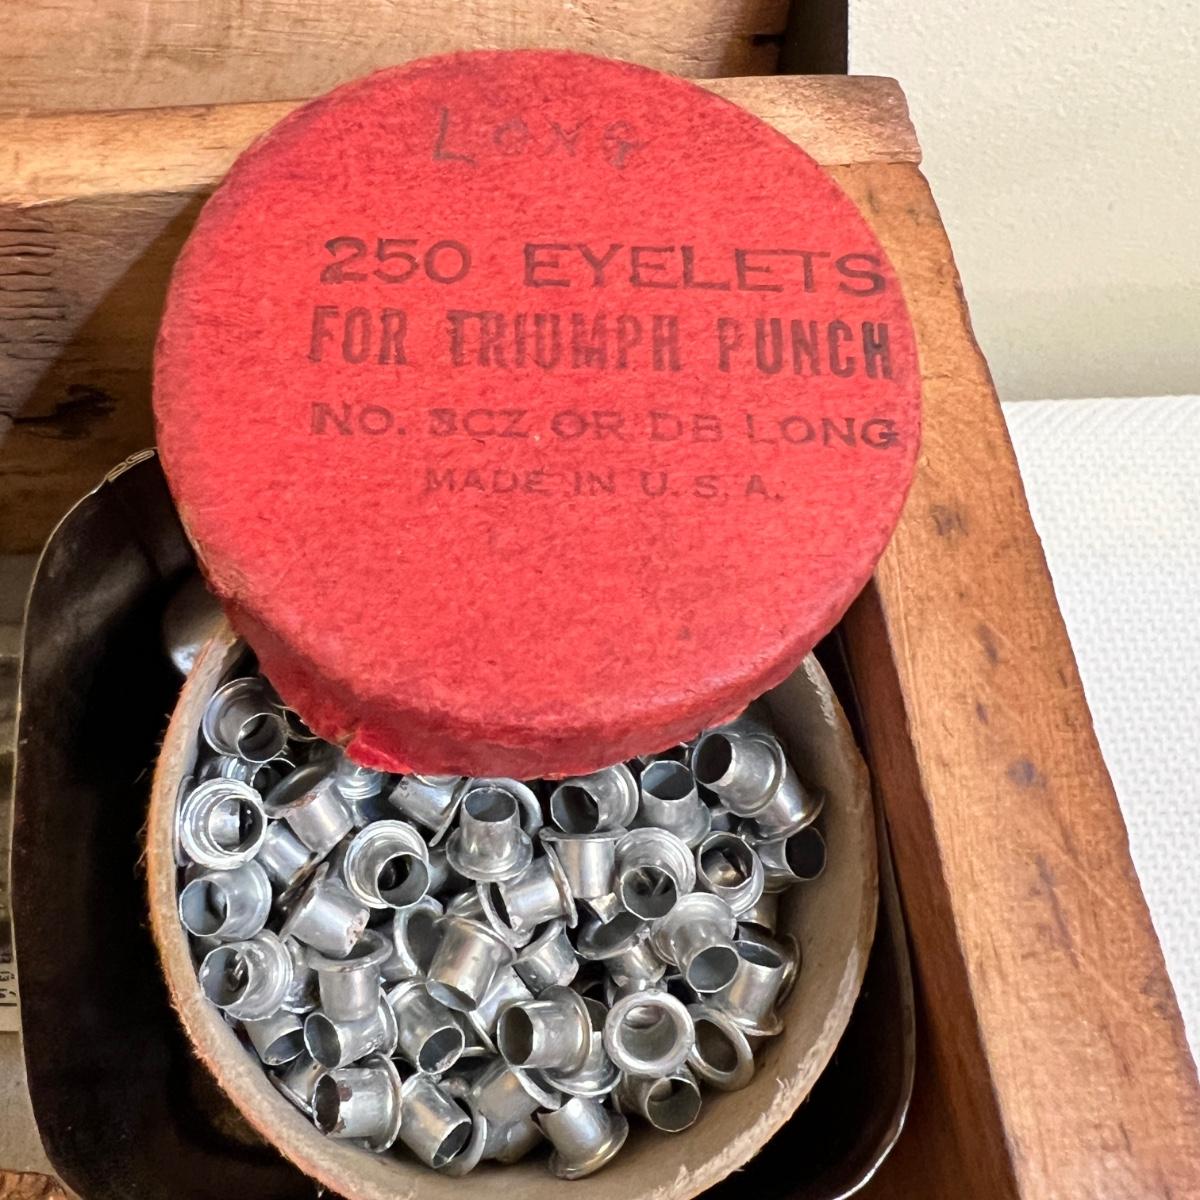 LONG
250 EYELETS
FOR TRIUMPH PUNCH
NO. 3CZ OR DB LONG
MADE IN U.S.A.